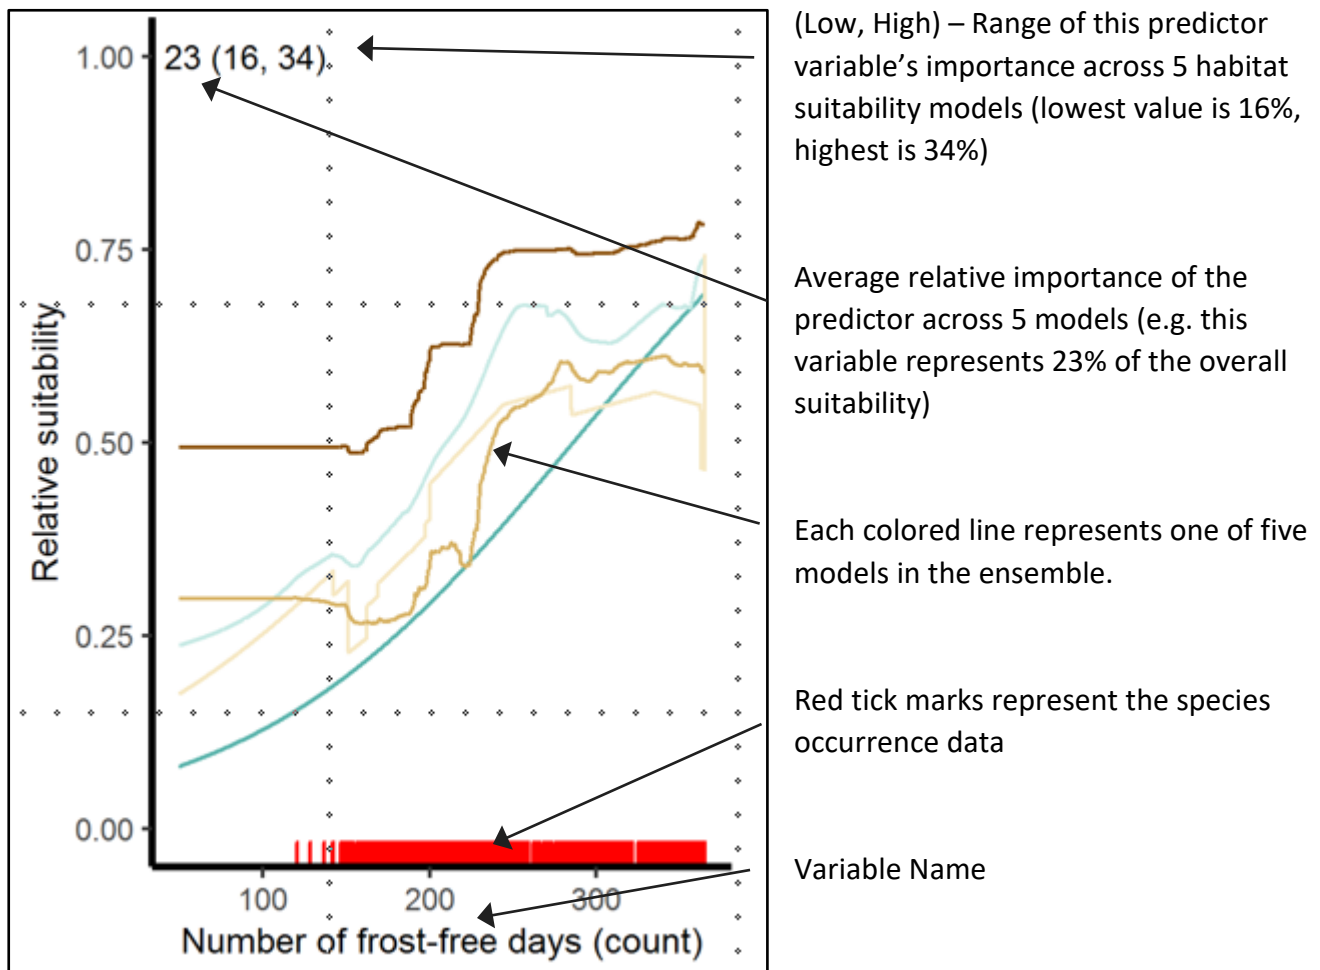 (Low, High) – Range of this predictor
variable's importance across 5 habitat
suitability models (lowest value is 16%,
highest is 34%)
Average relative importance of the
predictor across 5 models (e.g. this
variable represents 23% of the overall
suitability)
Each colored line represents one of five
models in the ensemble.
Red tick marks represent the species
occurrence data
Variable Name
23 (16, 34)
Relative suitability
1.00
0.75
0.50
0.25
0.00
100 200 300
Number of frost-free days (count)